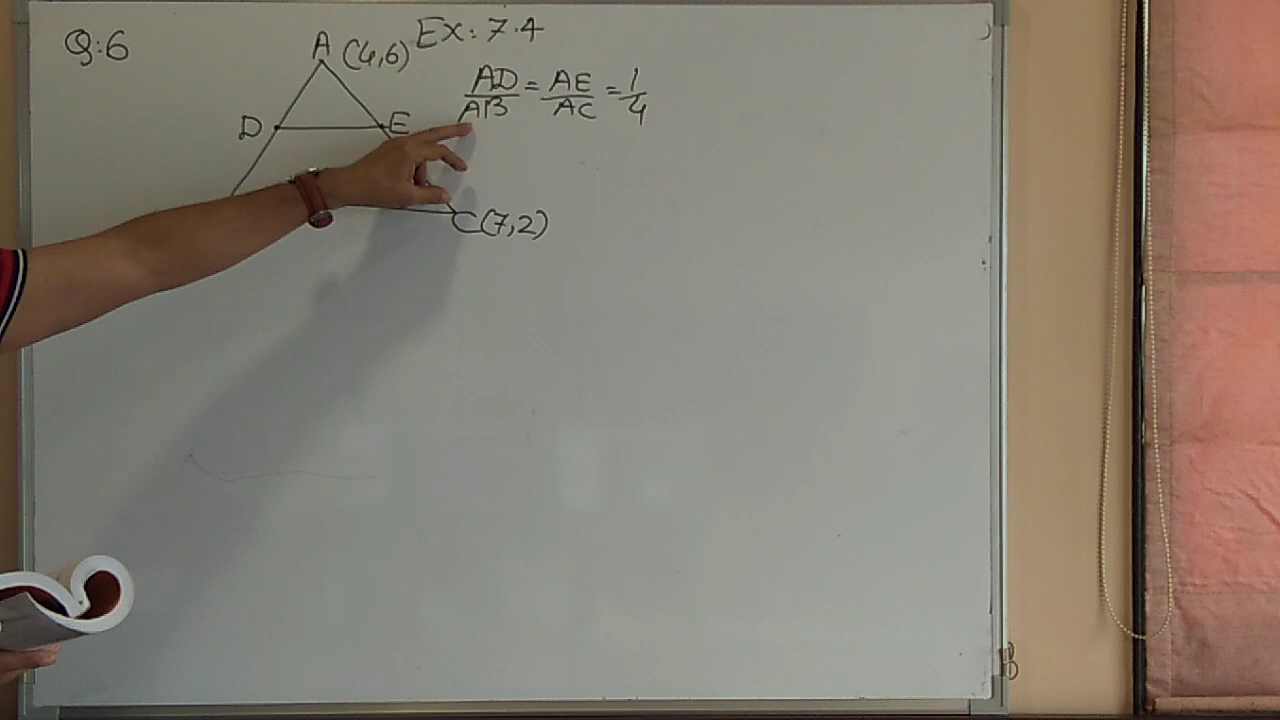 Q:6
Ex: 7.4
A (4,6)
AD/AB = AE/AC = 1/4
D
E
C(7,2)